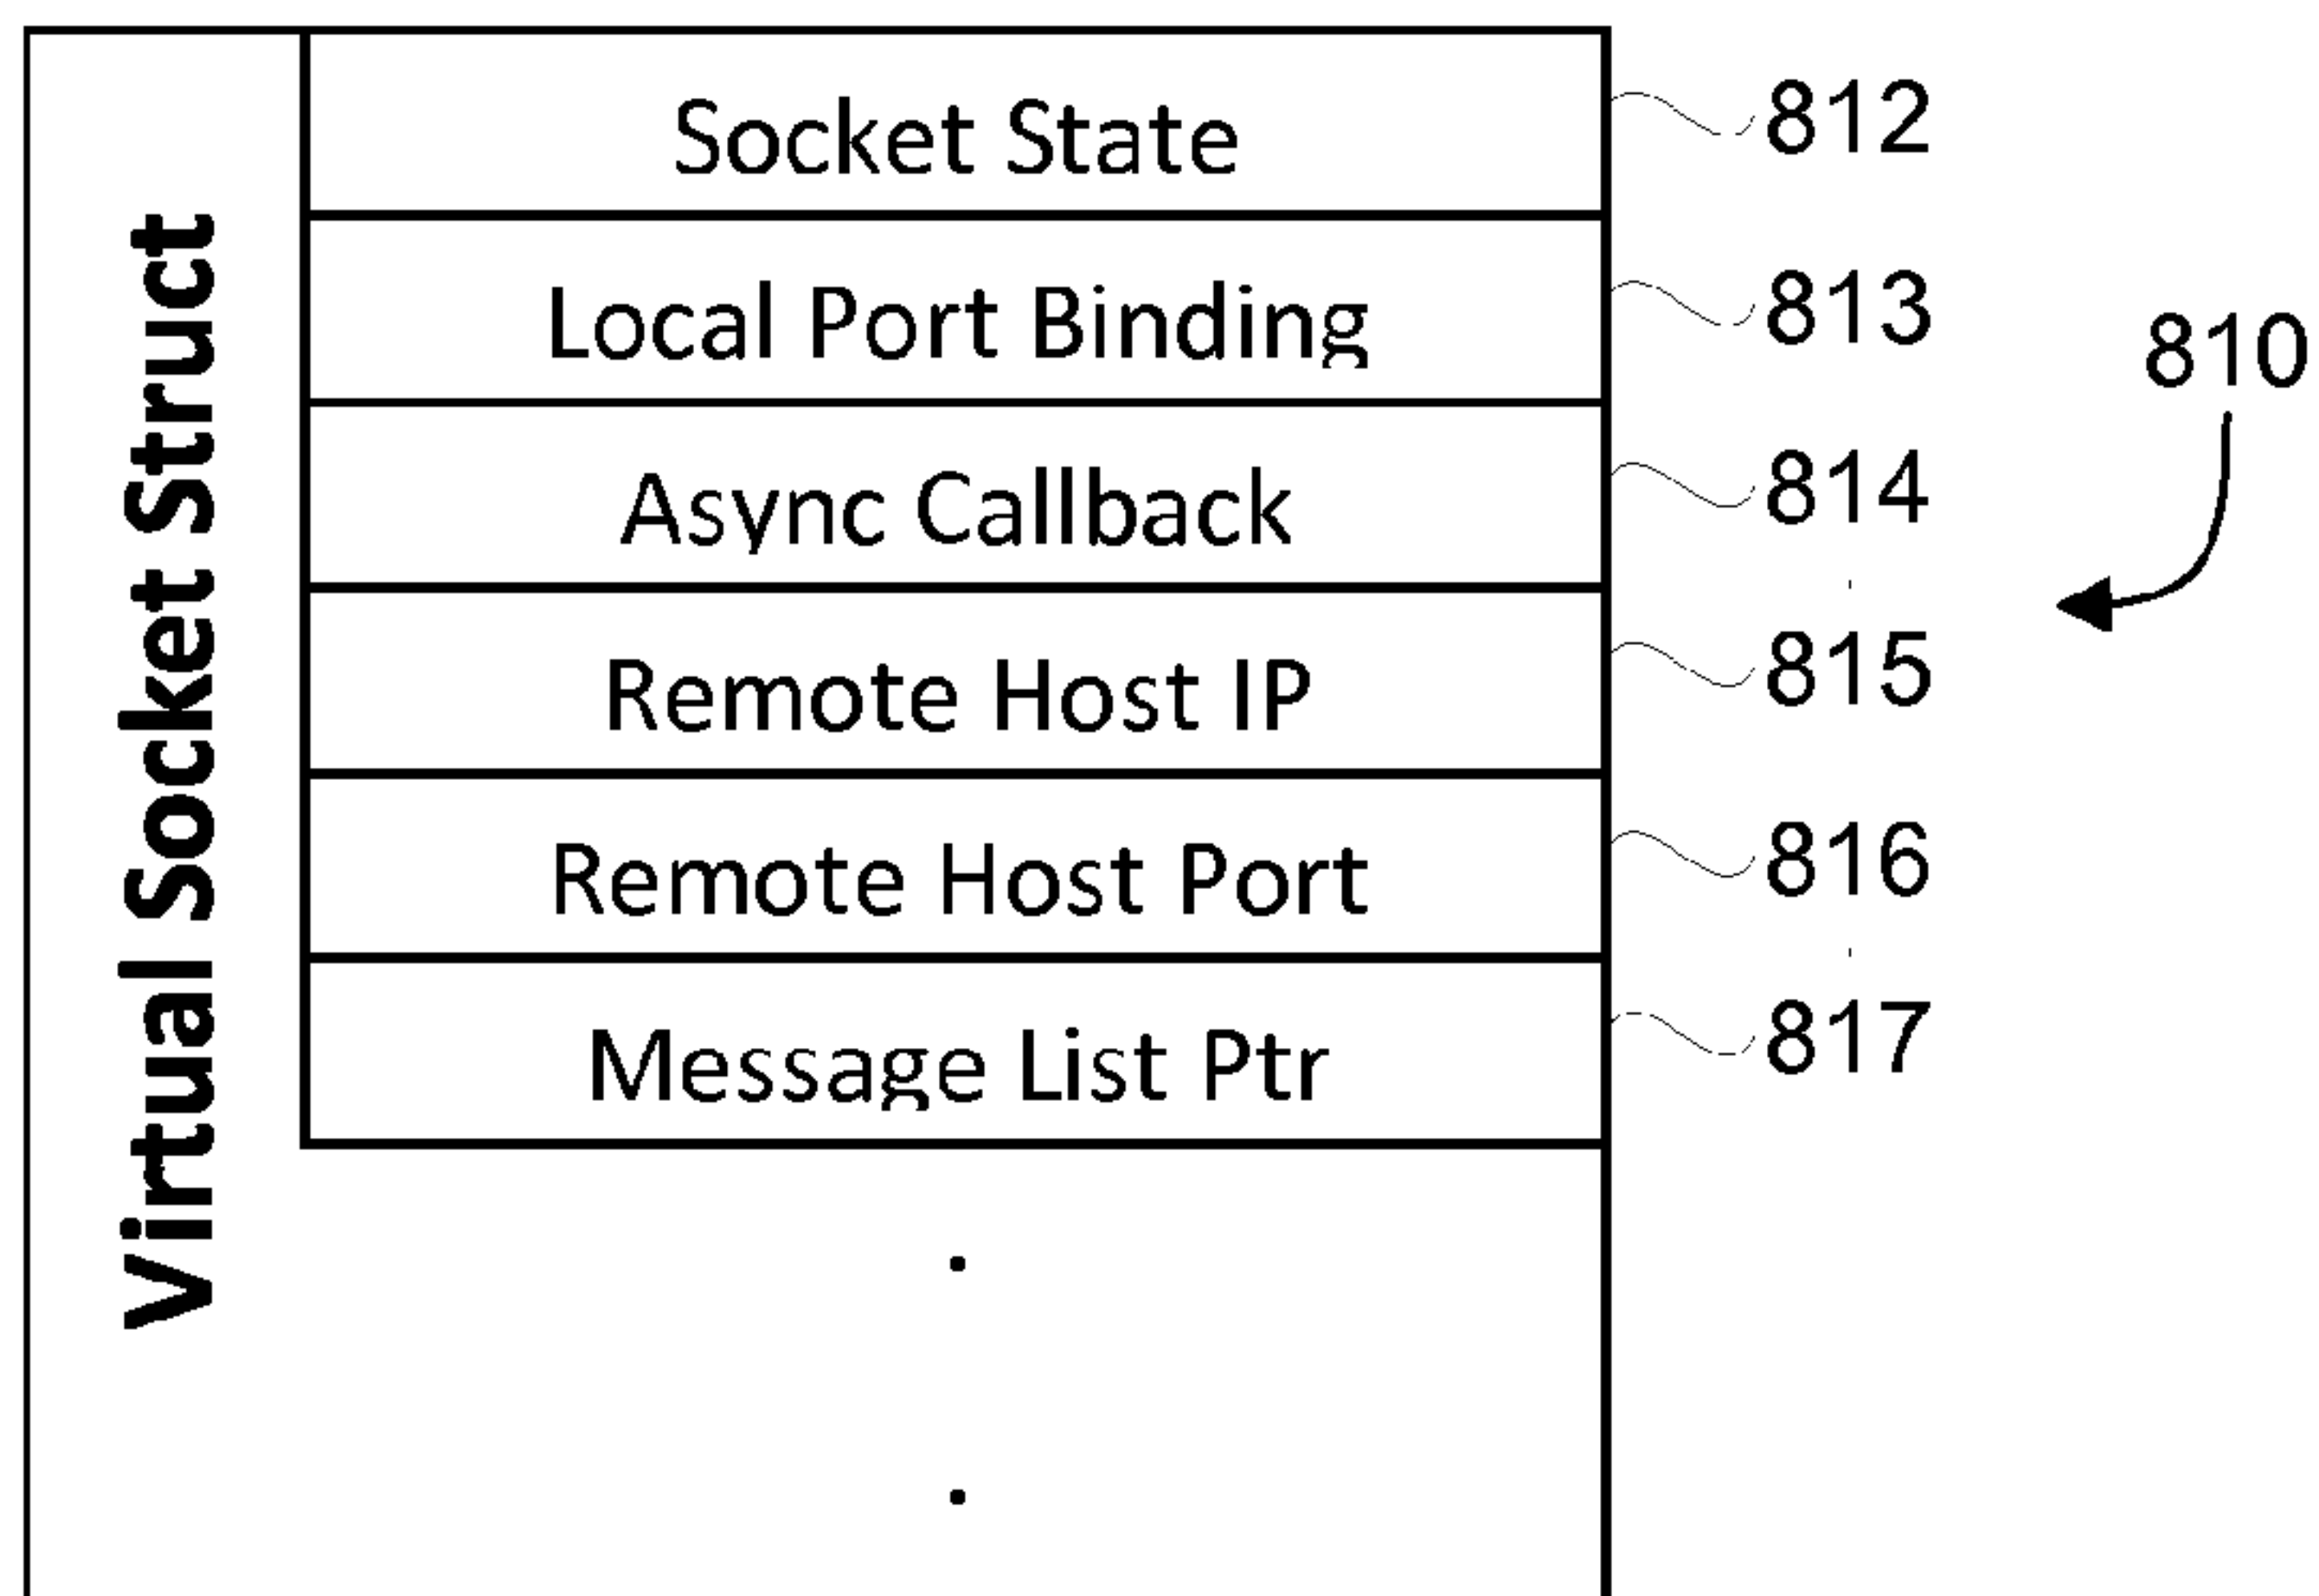 Virtual Socket Struct
Socket State 812
Local Port Binding 813
810
Async Callback 814
Remote Host IP 815
Remote Host Port 816
Message List Ptr 817
.
.